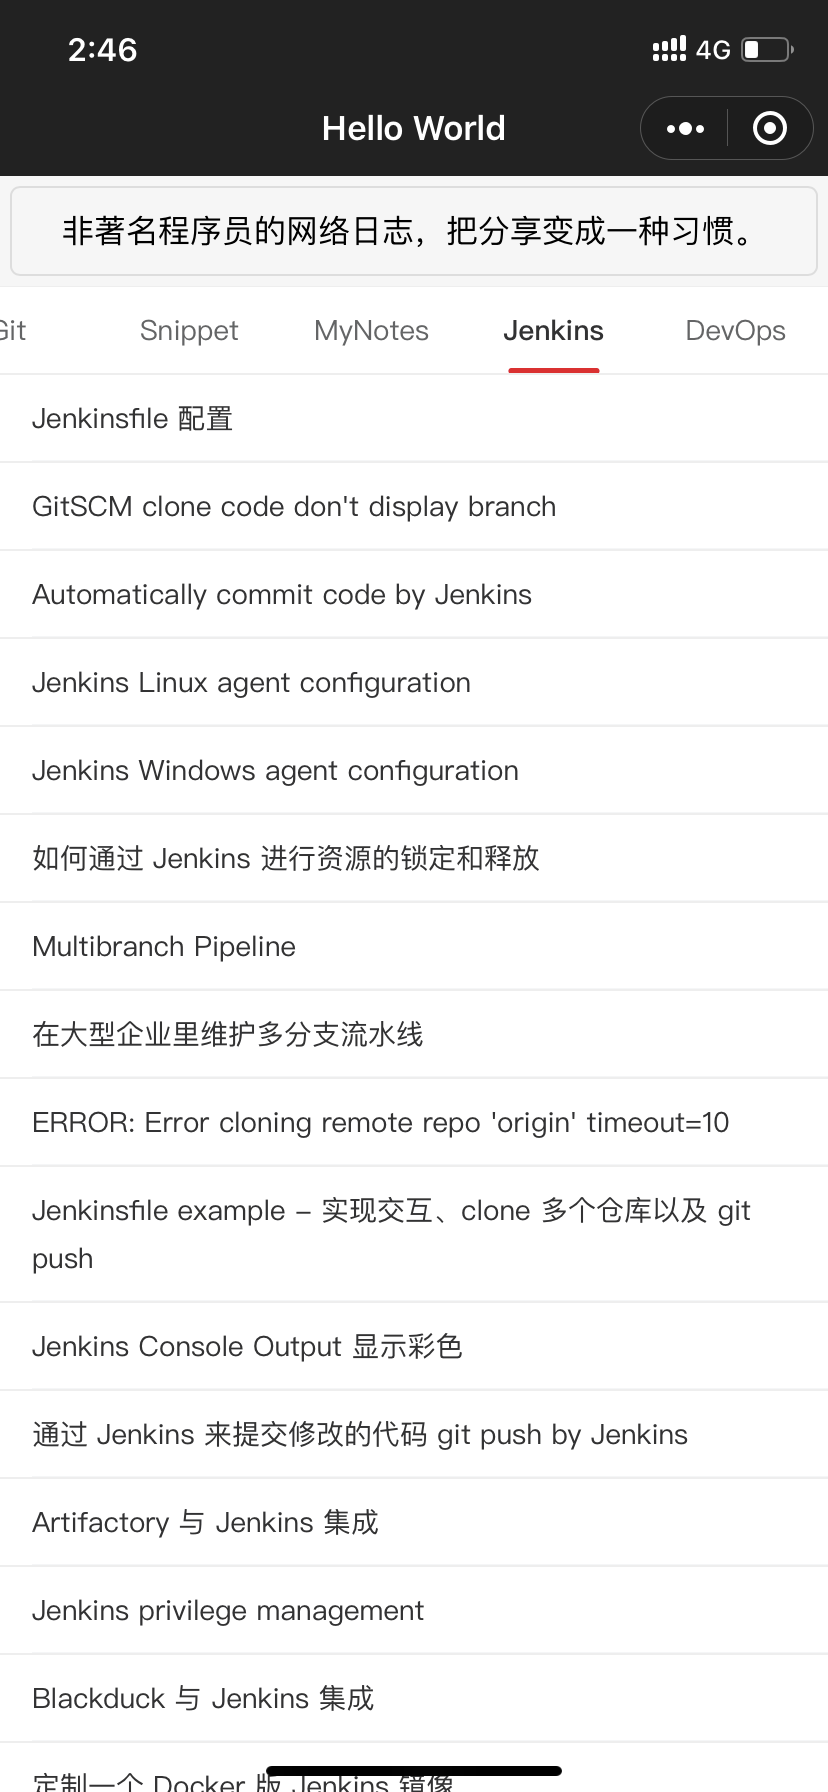 2:46
4G
Hello World
非著名程序员的网络日志，把分享变成一种习惯。
Git Snippet MyNotes Jenkins DevOps
Jenkinsfile 配置
GitSCM clone code don't display branch
Automatically commit code by Jenkins
Jenkins Linux agent configuration
Jenkins Windows agent configuration
如何通过 Jenkins 进行资源的锁定和释放
Multibranch Pipeline
在大型企业里维护多分支流水线
ERROR: Error cloning remote repo 'origin' timeout=10
Jenkinsfile example – 实现交互、clone 多个仓库以及 git
push
Jenkins Console Output 显示彩色
通过 Jenkins 来提交修改的代码 git push by Jenkins
Artifactory 与 Jenkins 集成
Jenkins privilege management
Blackduck 与 Jenkins 集成
定制一个 Docker 版 Jenkins 镜像